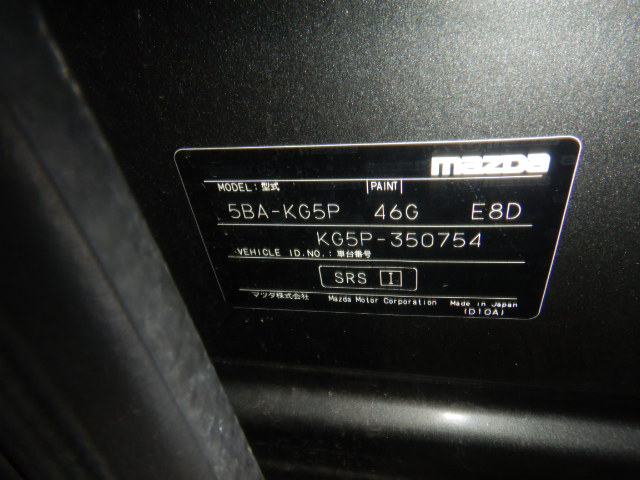 mazda
MODEL:型式 PAINT
5BA-KG5P 46G E8D
KG5P-350754
VEHICLE ID.NO.:車台番号
SRS I
マツダ株式会社 Mazda Motor Corporation Made in Japan
(D10A)